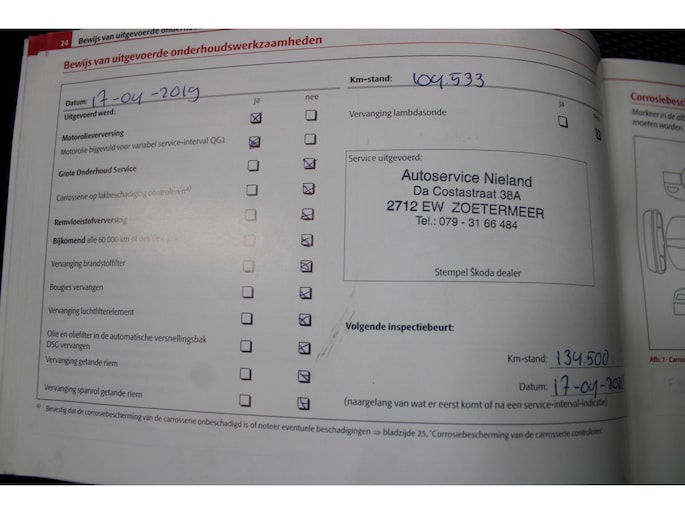 24 Bewijs van uitgevoerde
Bewijs van uitgevoerde onderhoudswerkzaamheden
Datum: 17-04-2019
Km-stand: 104.533
Uitgevoerd werd: ja nee
ja
Motorolieverversing
Vervanging lambdasonde
Motorolie bijgevuld voor variabel service-interval QG1
Grote Onderhoud Service
Service uitgevoerd:
Autoservice Nieland
Da Costastraat 38A
2712 EW ZOETERMEER
Tel.: 079 - 31 66 484
Stempel Škoda dealer
Carrosserie op lakbeschadiging controleren a)
Remvloeistofverversing
Bijkomend alle 60.000 km of
Vervanging brandstoffilter
Bougies vervangen
Vervanging luchtfilterelement
Olie en oliefilter in de automatische versnellingsbak
DSG vervangen
Vervanging getande riem
Vervanging spanrol getande riem
Volgende inspectiebeurt:
Km-stand: 134.500
Datum: 17-04-2020
(naargelang van wat er eerst komt of na een service-interval-indicatie)
a) Bevestig dat de corrosiebescherming van de carrosserie onbeschadigd is of noteer eventuele beschadigingen ⇒ bladzijde 25, "Corrosiebescherming van de carrosserie controleren".
Corrosiebesc
Markeer in de afb
moeten worden.
Afb. 1 Carros